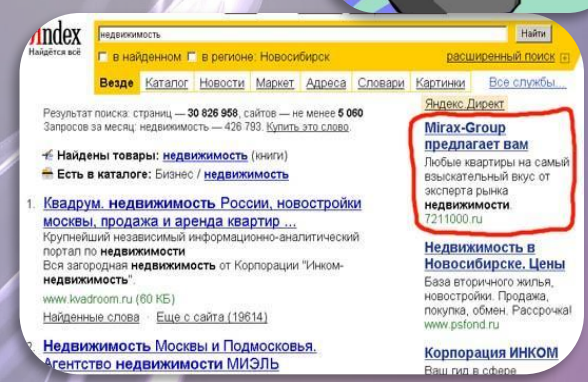 Яndex
Найдётся всё
недвижимость
Найти
в найденном в регионе: Новосибирск
расширенный поиск
Везде Каталог Новости Маркет Адреса Словари Картинки Все службы...
Результат поиска: страниц — 30 826 958, сайтов — не менее 5 060
Запросов за месяц: недвижимость — 426 793. Купить это слово.
Найдены товары: недвижимость (книги)
Есть в каталоге: Бизнес / недвижимость
1. Квадрум. недвижимость России, новостройки
москвы, продажа и аренда квартир ...
Крупнейший независимый информационно-аналитический
портал по недвижимости
Вся загородная недвижимость от Корпорации "Инком-
недвижимость".
www.kvadroom.ru (60 КБ)
Найденные слова · Еще с сайта (19614)
2. Недвижимость Москвы и Подмосковья.
Агентство недвижимости МИЭЛЬ
Яндекс.Директ
Mirax-Group
предлагает вам
Любые квартиры на самый
взыскательный вкус от
эксперта рынка
недвижимости.
7211000.ru
Недвижимость в
Новосибирске. Цены
База вторичного жилья,
новостройки. Продажа,
покупка, обмен. Рассрочка!
www.psfond.ru
Корпорация ИНКОМ
Ваш гид в сфере